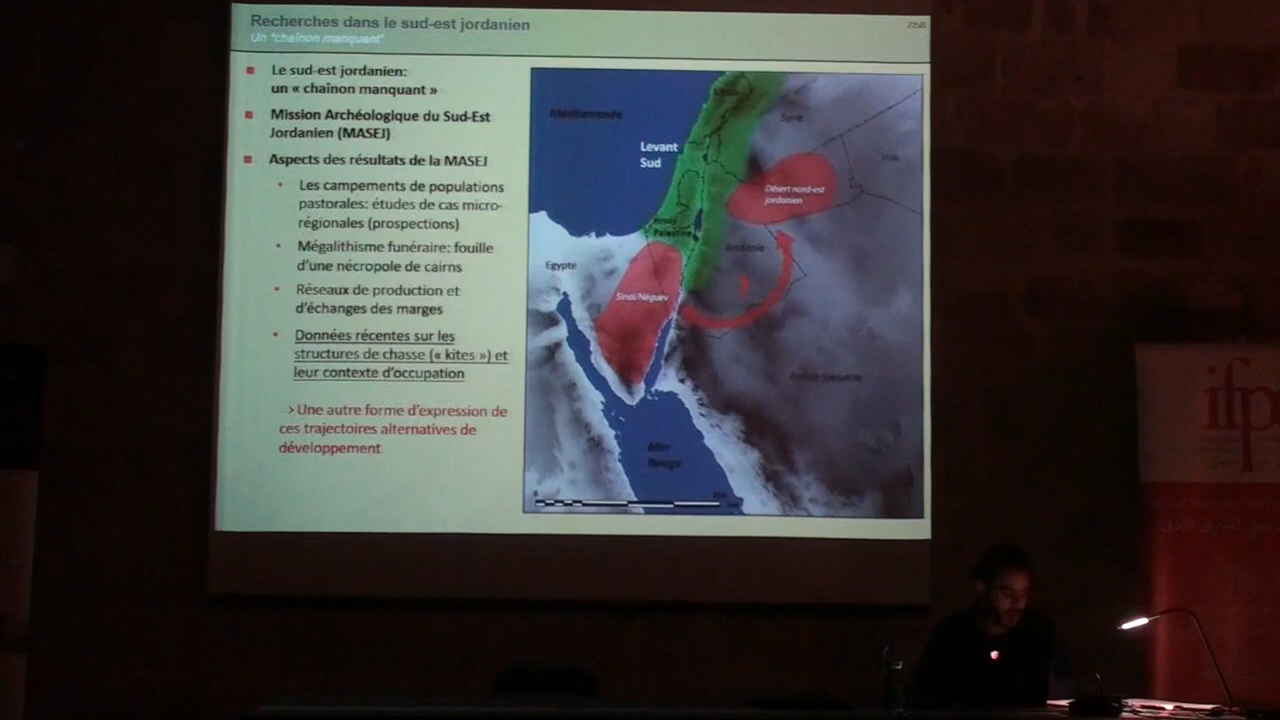 Recherches dans le sud-est jordanien
Un "chaînon manquant"
Le sud-est jordanien:
un « chaînon manquant »
Mission Archéologique du Sud-Est
Jordanien (MASEJ)
Aspects des résultats de la MASEJ
Les campements de populations
pastorales: études de cas micro-
régionales (prospections)
Mégalithisme funéraire: fouille
d'une nécropole de cairns
Réseaux de production et
d'échanges des marges
Données récentes sur les
structures de chasse (« kites ») et
leur contexte d'occupation
→ Une autre forme d'expression de
ces trajectoires alternatives de
développement
Méditerranée
Syrie
Levant
Sud
Désert nord-est
jordanien
Palestine
Jordanie
Egypte
Sinaï/Néguev
?
Arabie Saoudite
Mer
Rouge
0
ifp